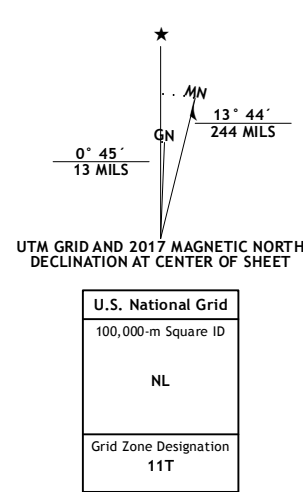 ★
MN
GN
13° 44´
244 MILS
0° 45´
13 MILS
UTM GRID AND 2017 MAGNETIC NORTH
DECLINATION AT CENTER OF SHEET
U.S. National Grid
100,000-m Square ID
NL
Grid Zone Designation
11T